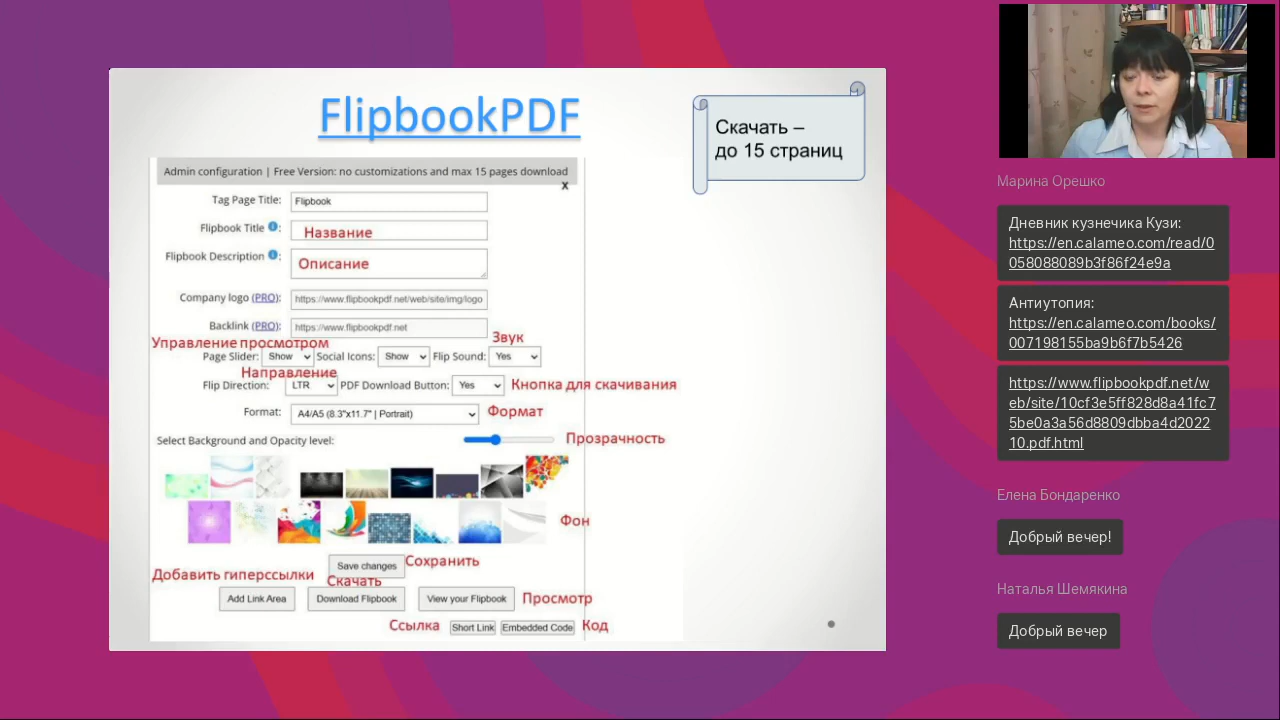 FlipbookPDF
Скачать –
до 15 страниц
Admin configuration | Free Version: no customizations and max 15 pages download
X
Tag Page Title: Flipbook
Flipbook Title : Название
Flipbook Description : Описание
Company logo (PRO): https://www.flipbookpdf.net/web/site/img/logo
Backlink (PRO): https://www.flipbookpdf.net
Управление просмотром
Звук
Page Slider: Show Social Icons: Show Flip Sound: Yes
Направление
Flip Direction: LTR PDF Download Button: Yes Кнопка для скачивания
Format: A4/A5 (8.3"x11.7" | Portrait) Формат
Select Background and Opacity level: Прозрачность
Фон
Save changes Сохранить
Добавить гиперссылки Скачать
Add Link Area Download Flipbook View your Flipbook Просмотр
Ссылка Short Link Embedded Code Код
Марина Орешко
Дневник кузнечика Кузи:
https://en.calameo.com/read/0
058088089b3f86f24e9a
Антиутопия:
https://en.calameo.com/books/
007198155ba9b6f7b5426
https://www.flipbookpdf.net/w
eb/site/10cf3e5ff828d8a41fc7
5be0a3a56d8809dbba4d2022
10.pdf.html
Елена Бондаренко
Добрый вечер!
Наталья Шемякина
Добрый вечер